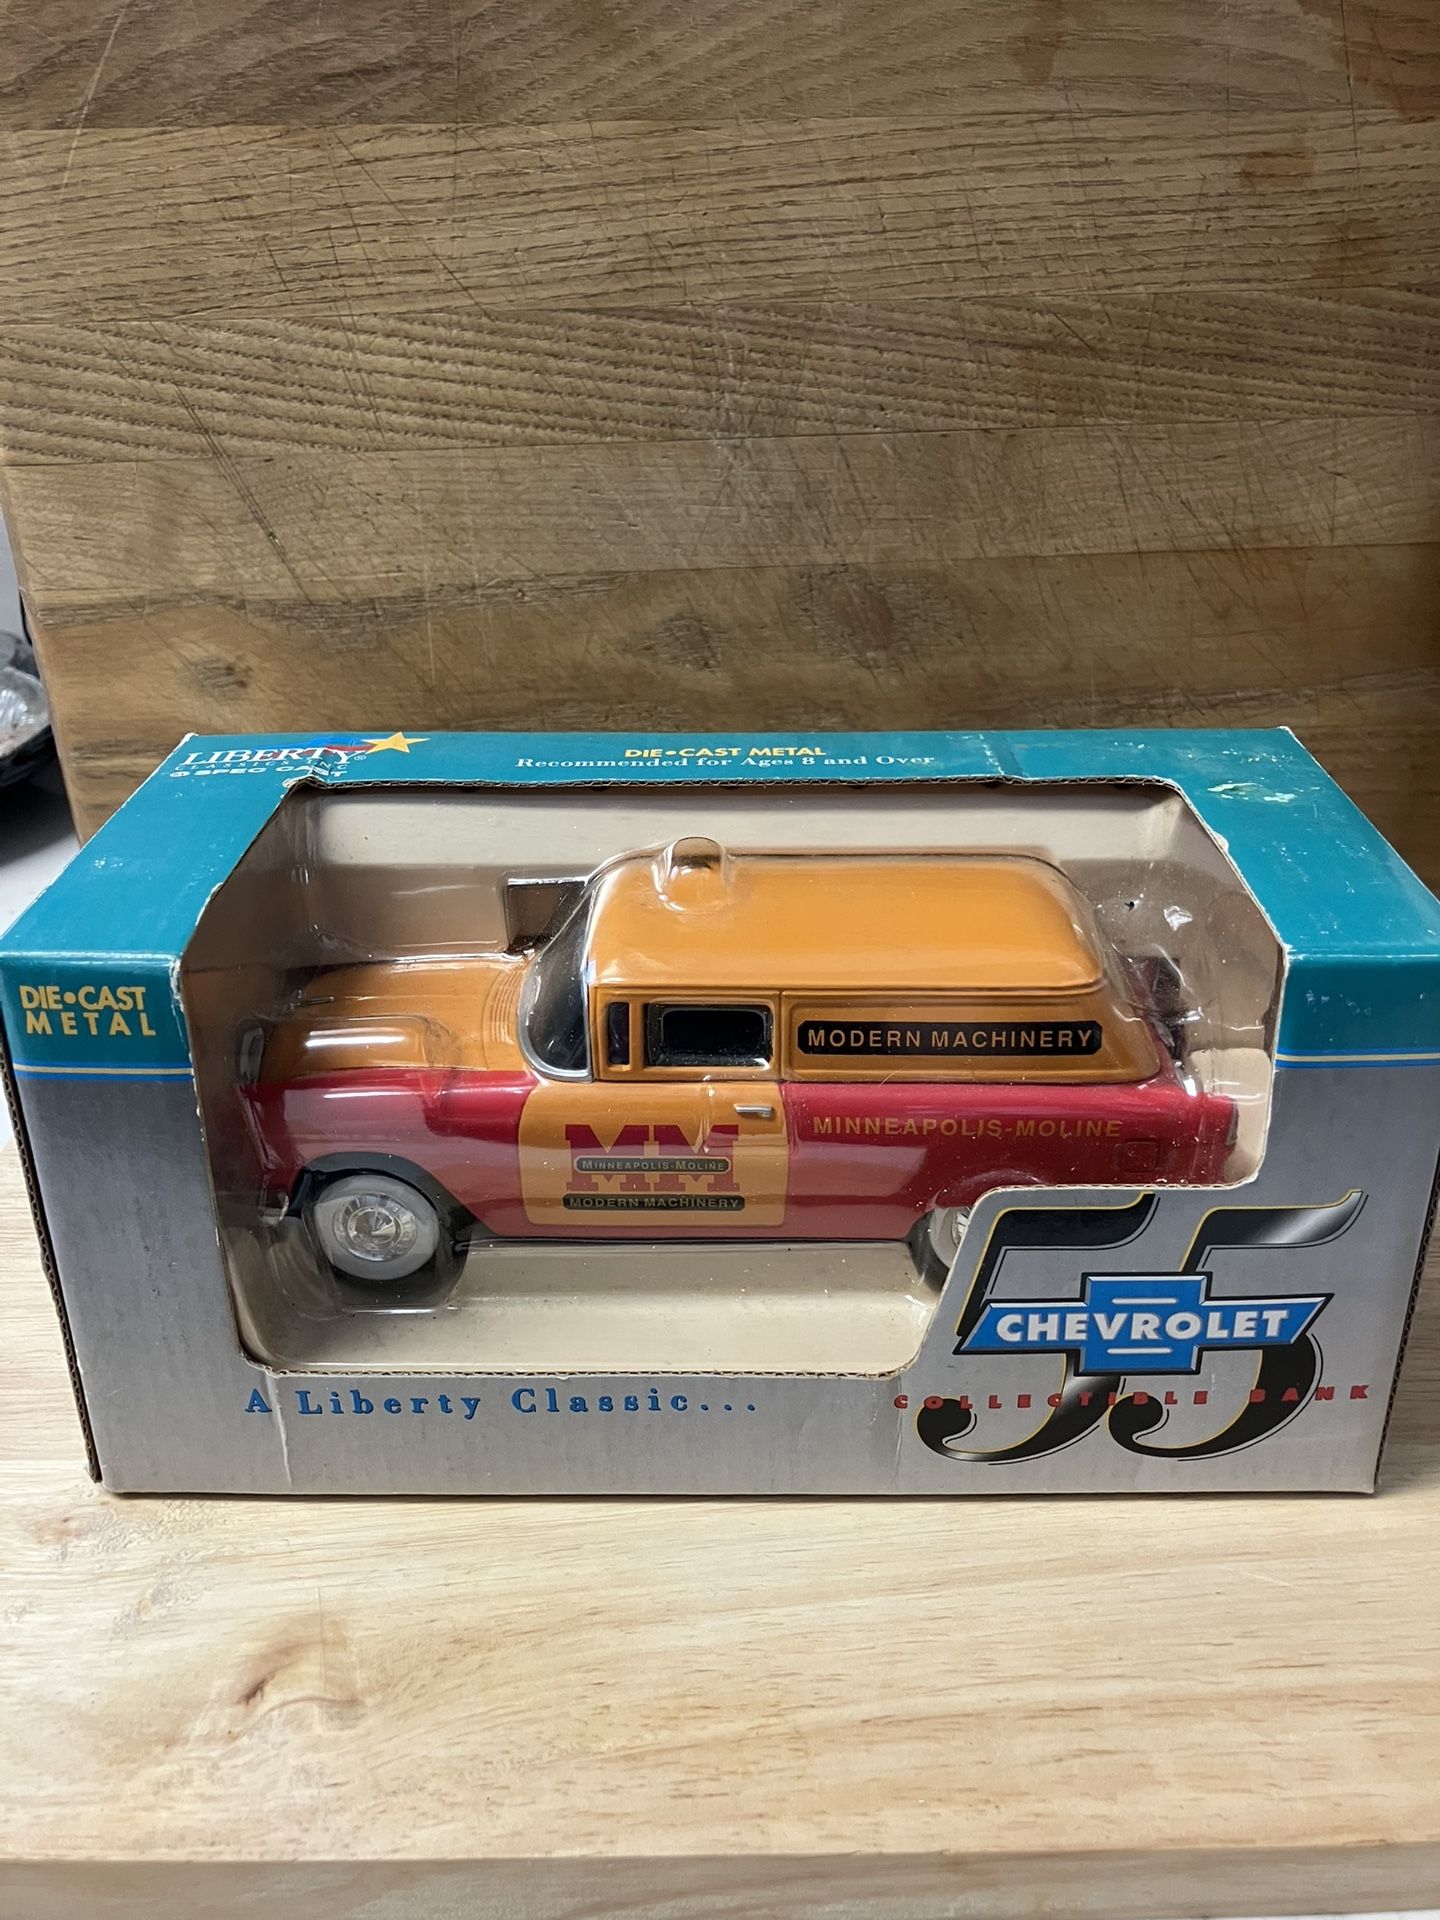 LIBERTY®
CLASSICS, INC.
SPEC CAST
DIE•CAST METAL
Recommended for Ages 8 and Over
DIE•CAST
METAL
MODERN MACHINERY
MINNEAPOLIS-MOLINE
MM
MINNEAPOLIS-MOLINE
MODERN MACHINERY
55
CHEVROLET
COLLECTIBLE BANK
A Liberty Classic...